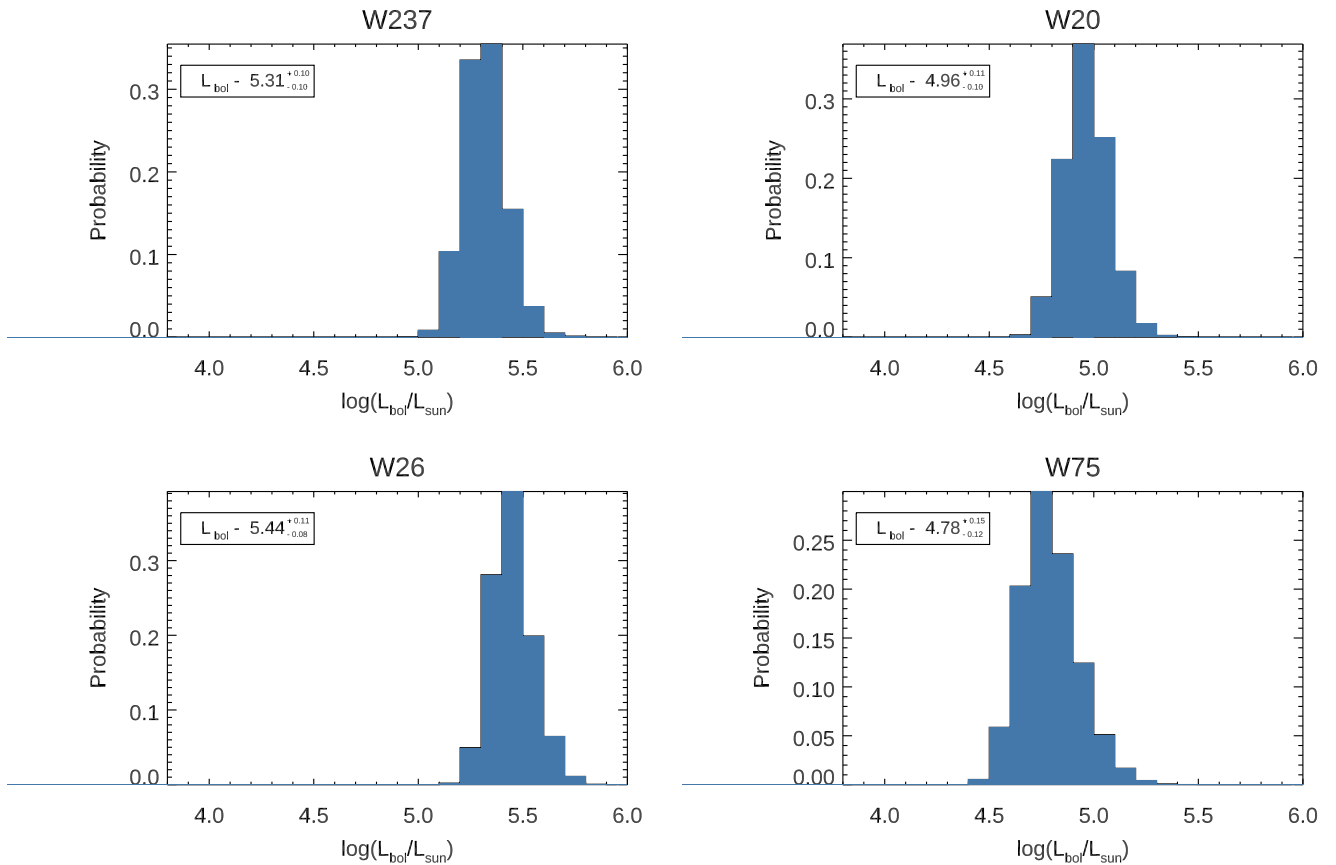 W237
L bol - 5.31 +0.10 -0.10
Probability
0.3
0.2
0.1
0.0
4.0 4.5 5.0 5.5 6.0
log(Lbol/Lsun)
W20
L bol - 4.96 +0.11 -0.10
Probability
0.3
0.2
0.1
0.0
4.0 4.5 5.0 5.5 6.0
log(Lbol/Lsun)
W26
L bol - 5.44 +0.11 -0.08
Probability
0.3
0.2
0.1
0.0
4.0 4.5 5.0 5.5 6.0
log(Lbol/Lsun)
W75
L bol - 4.78 +0.15 -0.12
Probability
0.25
0.20
0.15
0.10
0.05
0.00
4.0 4.5 5.0 5.5 6.0
log(Lbol/Lsun)